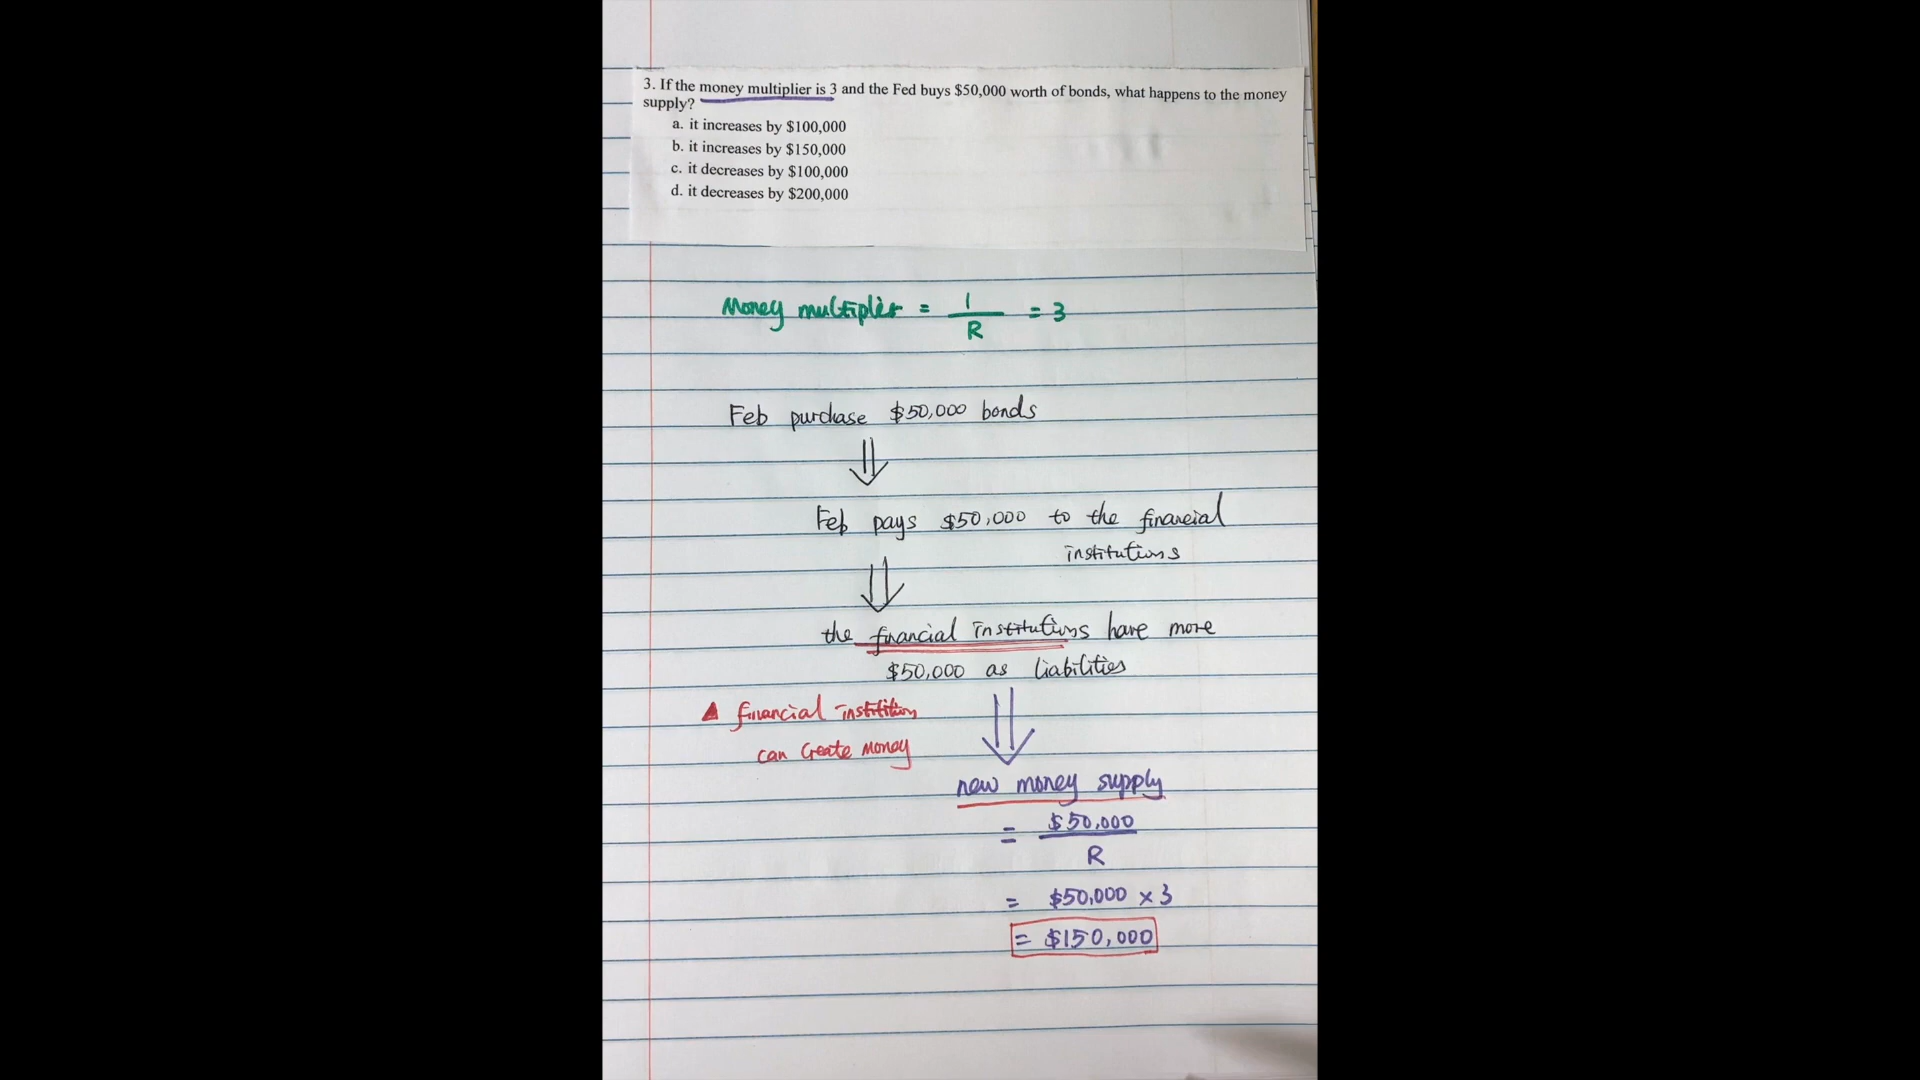 3. If the money multiplier is 3 and the Fed buys $50,000 worth of bonds, what happens to the money
supply?
a. it increases by $100,000
b. it increases by $150,000
c. it decreases by $100,000
d. it decreases by $200,000
Money multiplier = 1 / R = 3
Feb purchase $50,000 bonds
⇓
Feb pays $50,000 to the financial
institutions
⇓
the financial institutions have more
$50,000 as liabilities
▲ financial institition
can Create Money
⇓
new money supply
= $50,000 / R
= $50,000 × 3
= $150,000